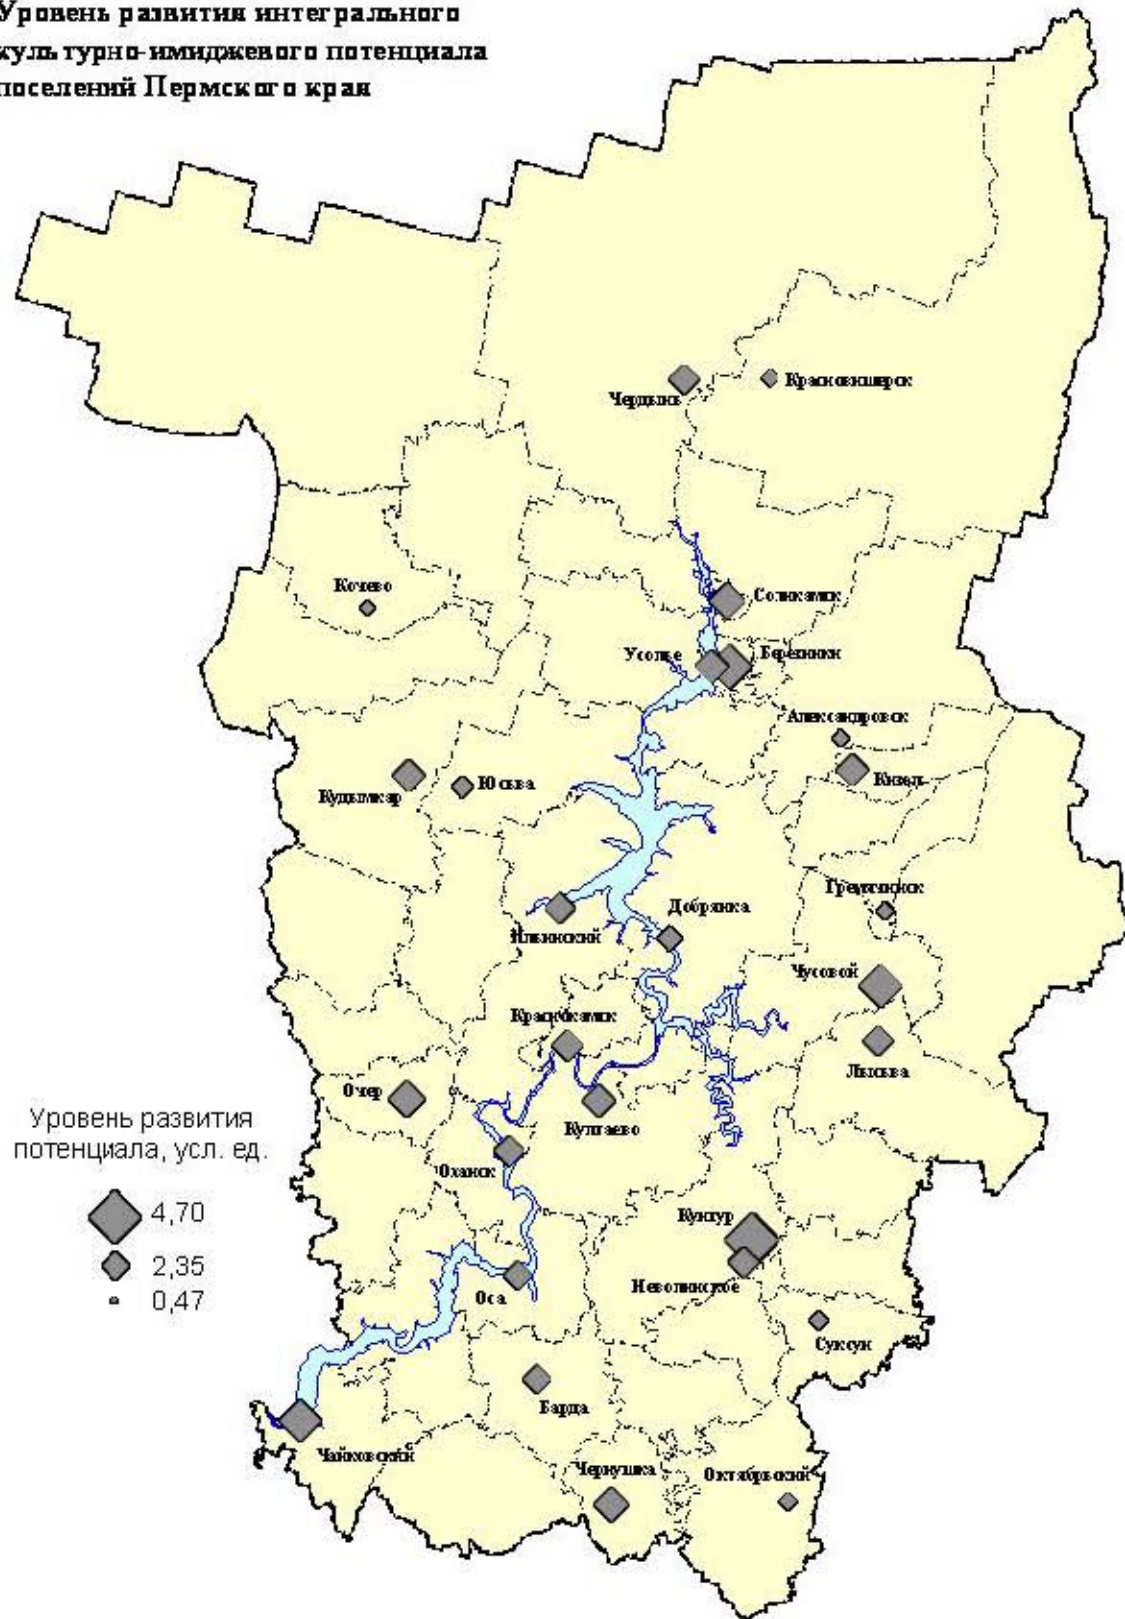 Уровень развития интегрального
культурно-имиджевого потенциала
поселений Пермского края
Чердынь
Красновишерск
Кочево
Соликамск
Усолье
Березники
Александровск
Кизел
Кудымкар
Юсьва
Гремячинск
Ильинский
Добрянка
Чусовой
Краснокамск
Лысьва
Очер
Култаево
Оханск
Кунгур
Неволинское
Оса
Суксун
Барда
Чайковский
Чернушка
Октябрьский
Уровень развития
потенциала, усл. ед.
4,70
2,35
0,47